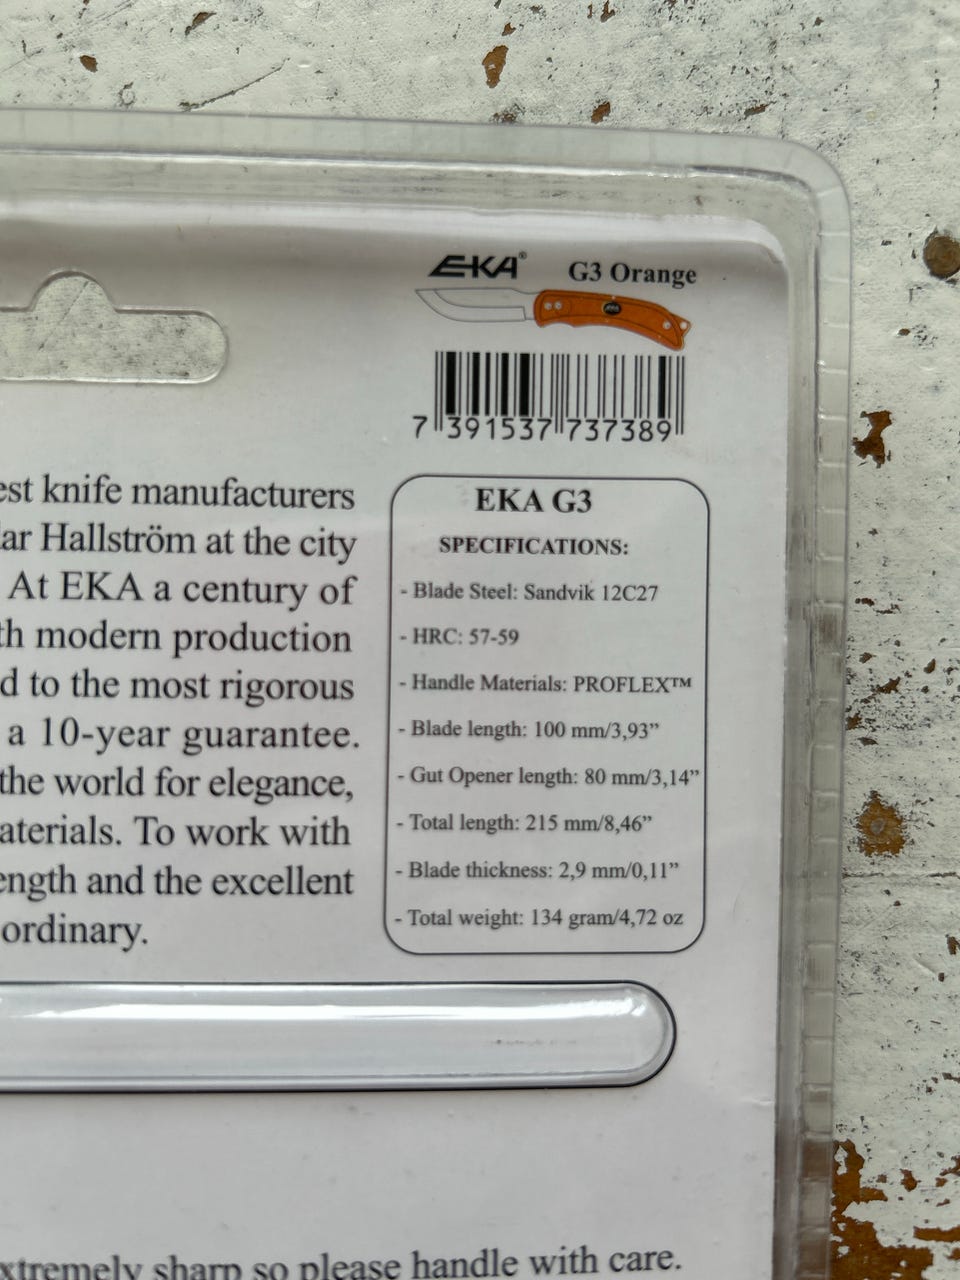 EKA®
G3 Orange
7 391537 737389
est knife manufacturers
lar Hallström at the city
At EKA a century of
th modern production
d to the most rigorous
a 10-year guarantee.
the world for elegance,
aterials. To work with
ength and the excellent
ordinary.
EKA G3
SPECIFICATIONS:
- Blade Steel: Sandvik 12C27
- HRC: 57-59
- Handle Materials: PROFLEX™
- Blade length: 100 mm/3,93”
- Gut Opener length: 80 mm/3,14”
- Total length: 215 mm/8,46”
- Blade thickness: 2,9 mm/0,11”
- Total weight: 134 gram/4,72 oz
xtremely sharp so please handle with care.